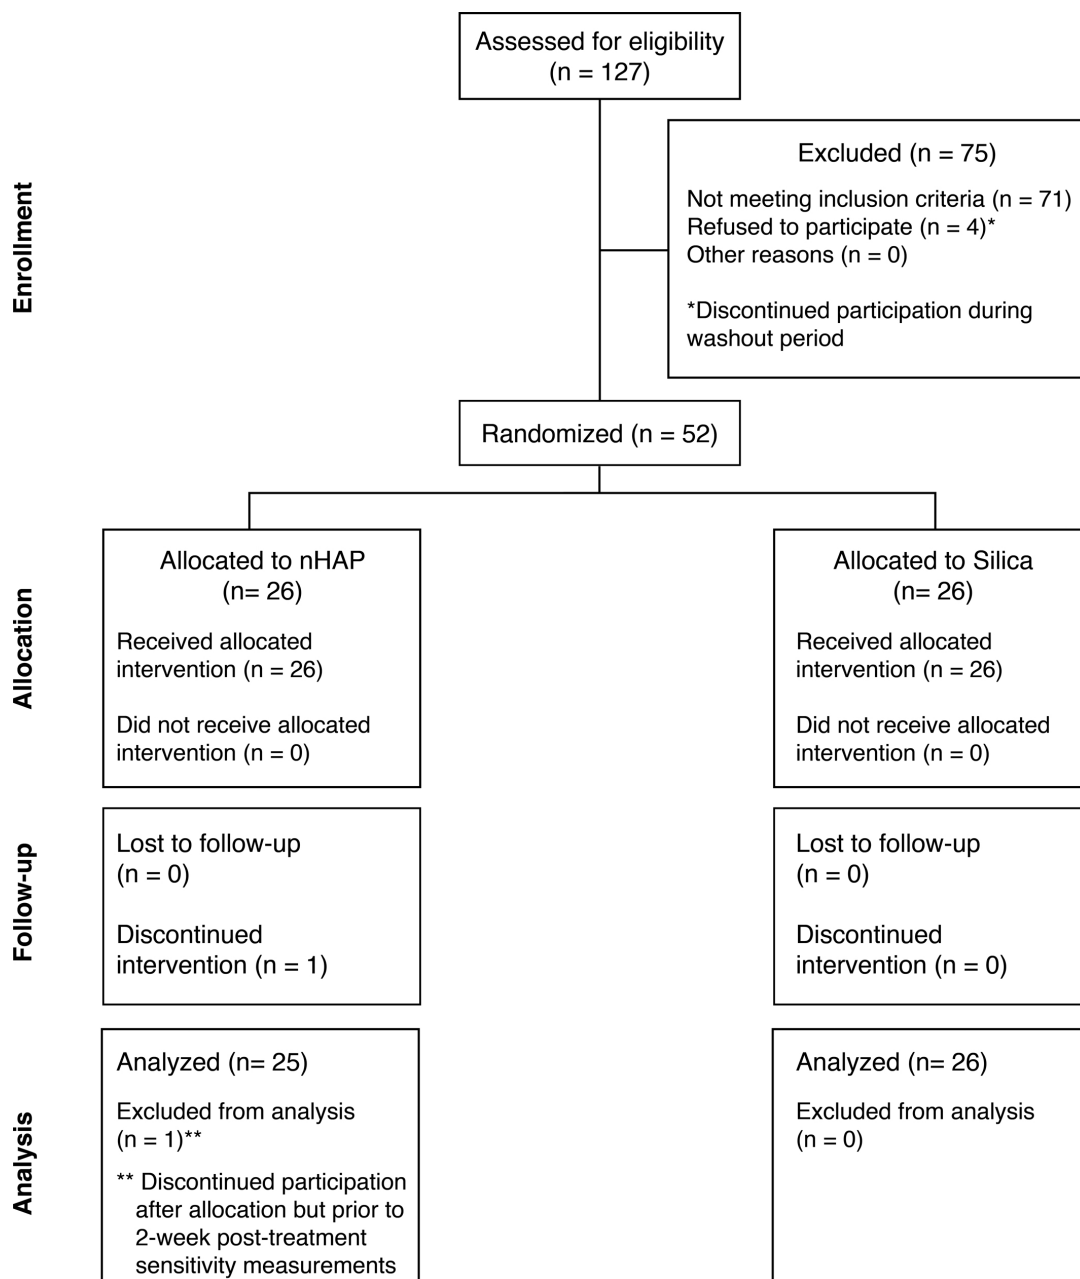 Assessed for eligibility
(n = 127)
Excluded (n = 75)
Not meeting inclusion criteria (n = 71)
Refused to participate (n = 4)*
Other reasons (n = 0)
*Discontinued participation during
washout period
Enrollment
Randomized (n = 52)
Allocation
Allocated to nHAP
(n= 26)
Received allocated
intervention (n = 26)
Did not receive allocated
intervention (n = 0)
Allocated to Silica
(n= 26)
Received allocated
intervention (n = 26)
Did not receive allocated
intervention (n = 0)
Follow-up
Lost to follow-up
(n = 0)
Discontinued
intervention (n = 1)
Lost to follow-up
(n = 0)
Discontinued
intervention (n = 0)
Analysis
Analyzed (n= 25)
Excluded from analysis
(n = 1)**
** Discontinued participation
after allocation but prior to
2-week post-treatment
sensitivity measurements
Analyzed (n= 26)
Excluded from analysis
(n = 0)